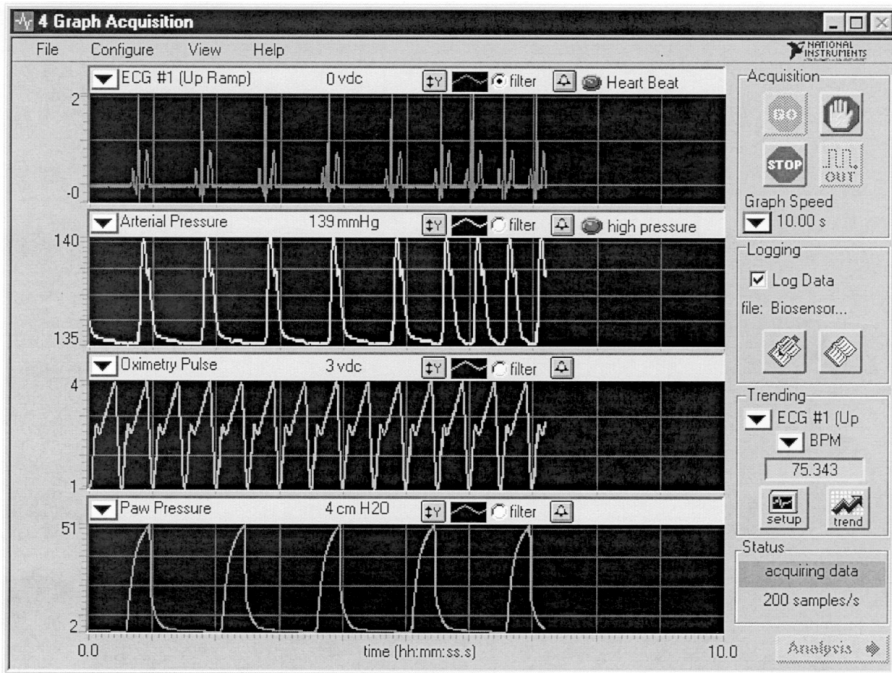 4 Graph Acquisition
File Configure View Help
NATIONAL
INSTRUMENTS
ECG #1 (Up Ramp) 0 vdc ↕Y filter Heart Beat
2
-0
Arterial Pressure 139 mmHg ↕Y filter high pressure
140
135
Oximetry Pulse 3 vdc ↕Y filter
4
1
Paw Pressure 4 cm H2O ↕Y filter
51
2
0.0 time (hh:mm:ss.s) 10.0
Acquisition
GO
STOP OUT
Graph Speed
10.00 s
Logging
Log Data
file: Biosensor...
Trending
ECG #1 (Up
BPM
75.343
setup trend
Status
acquiring data
200 samples/s
Analysis